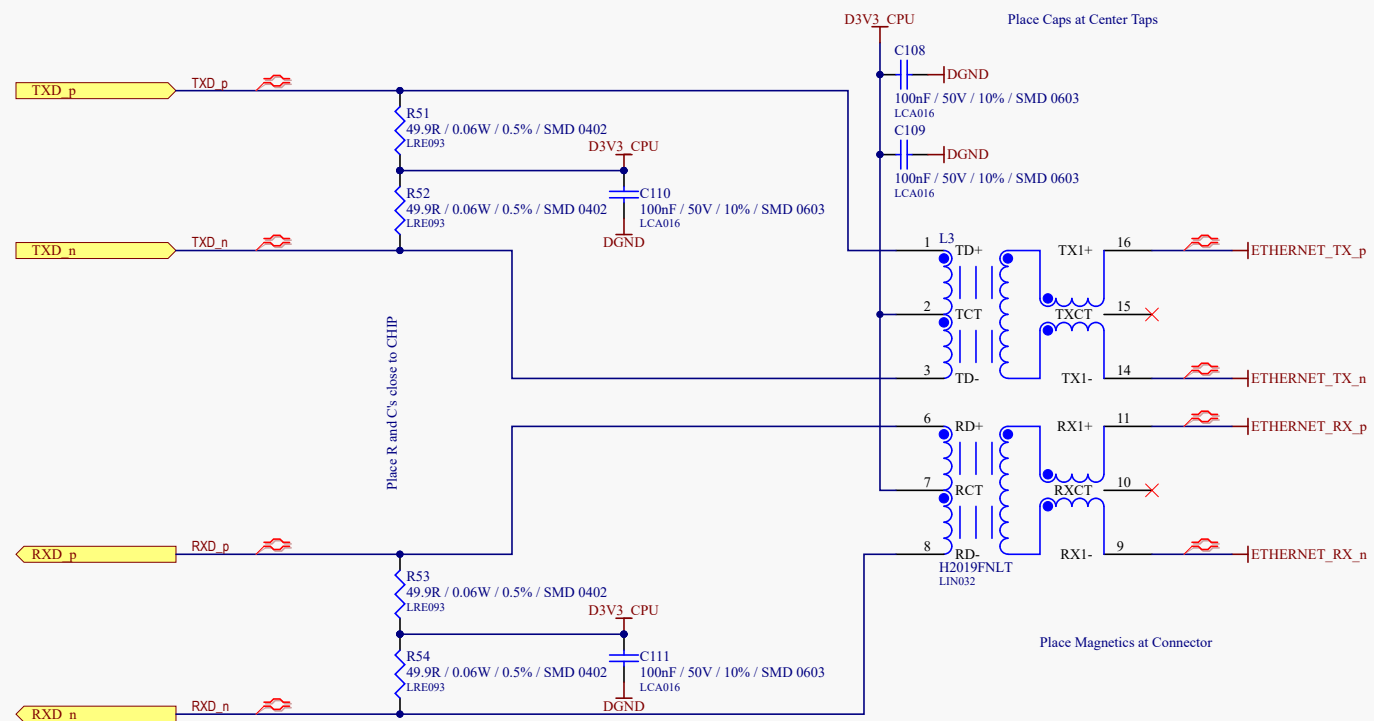 D3V3_CPU
Place Caps at Center Taps
C108
DGND
100nF / 50V / 10% / SMD 0603
LCA016
C109
DGND
100nF / 50V / 10% / SMD 0603
LCA016
TXD_p
TXD_p
R51
49.9R / 0.06W / 0.5% / SMD 0402
LRE093
D3V3_CPU
R52
49.9R / 0.06W / 0.5% / SMD 0402
LRE093
C110
100nF / 50V / 10% / SMD 0603
LCA016
DGND
TXD_n
TXD_n
L3
1 TD+ TX1+ 16 ETHERNET_TX_p
2 TCT TXCT 15
3 TD- TX1- 14 ETHERNET_TX_n
6 RD+ RX1+ 11 ETHERNET_RX_p
7 RCT RXCT 10
8 RD- RX1- 9 ETHERNET_RX_n
H2019FNLT
LIN032
Place R and C's close to CHIP
RXD_p
RXD_p
R53
49.9R / 0.06W / 0.5% / SMD 0402
LRE093
D3V3_CPU
R54
49.9R / 0.06W / 0.5% / SMD 0402
LRE093
C111
100nF / 50V / 10% / SMD 0603
LCA016
DGND
Place Magnetics at Connector
RXD_n
RXD_n